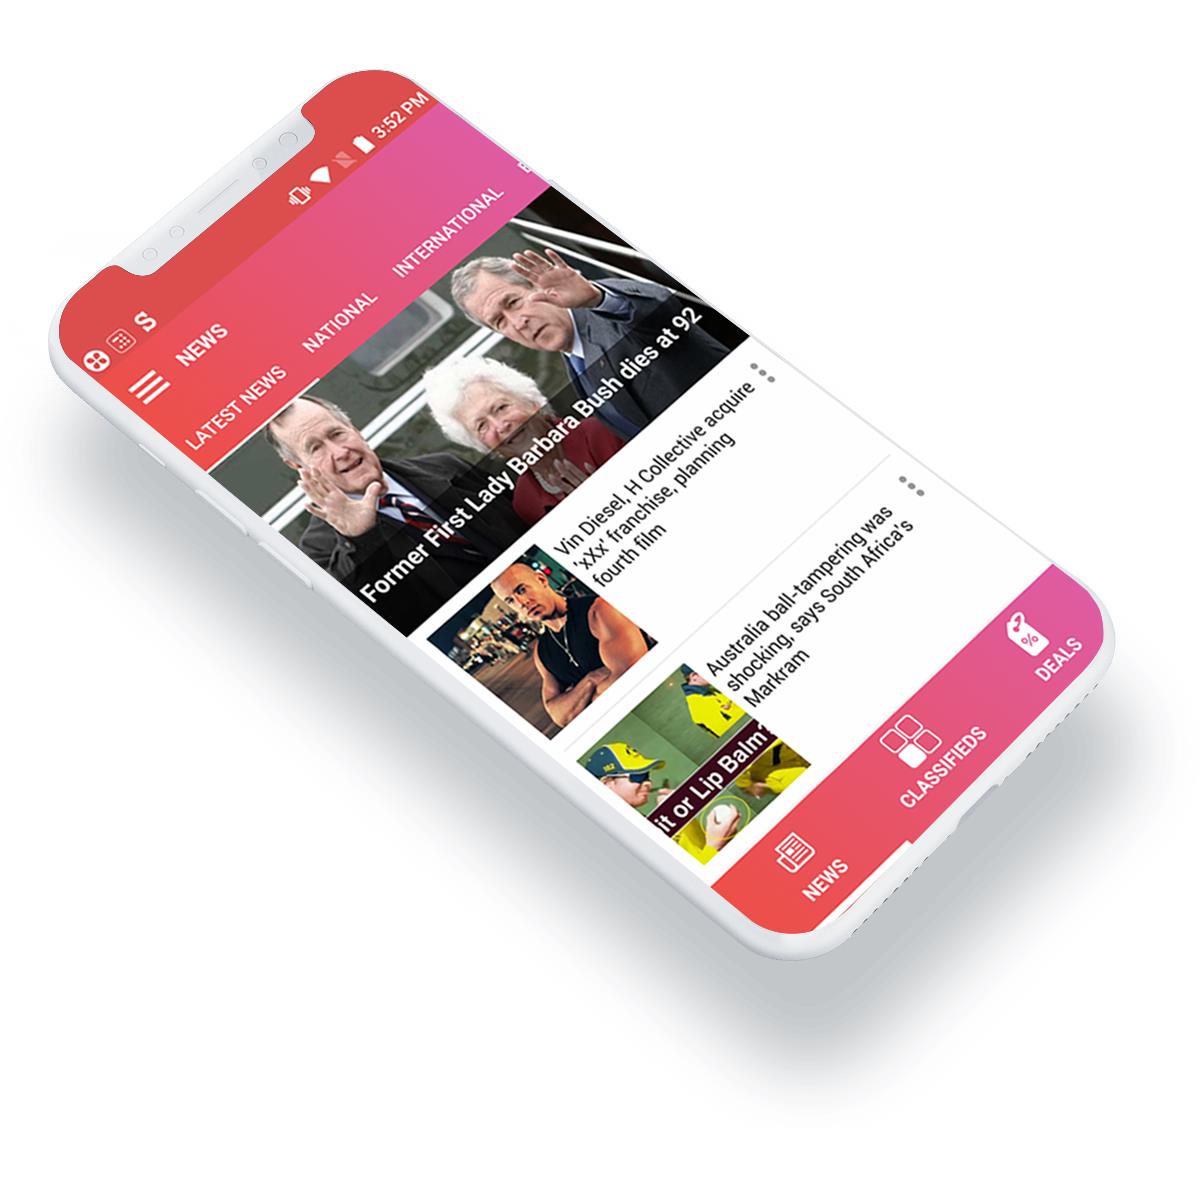 3:52 PM
S
NEWS
LATEST NEWS
NATIONAL
INTERNATIONAL
Former First Lady Barbara Bush dies at 92
Vin Diesel, H Collective acquire
'xXx' franchise, planning
fourth film
Australia ball-tampering was
shocking, says South Africa's
Markram
it or Lip Balm?
NEWS
CLASSIFIEDS
%
DEALS